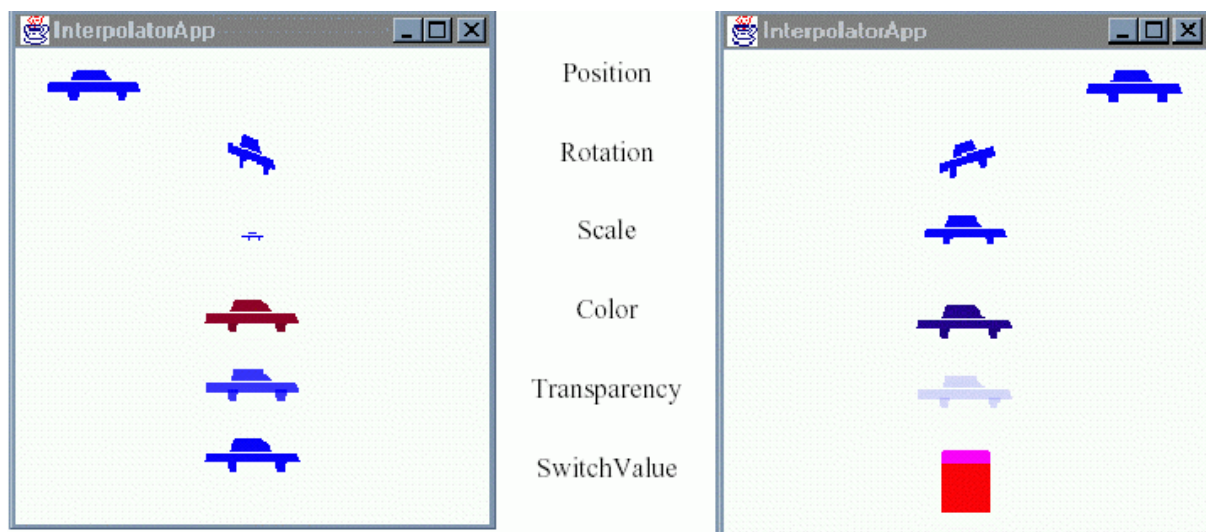 InterpolatorApp
Position
Rotation
Scale
Color
Transparency
SwitchValue
InterpolatorApp